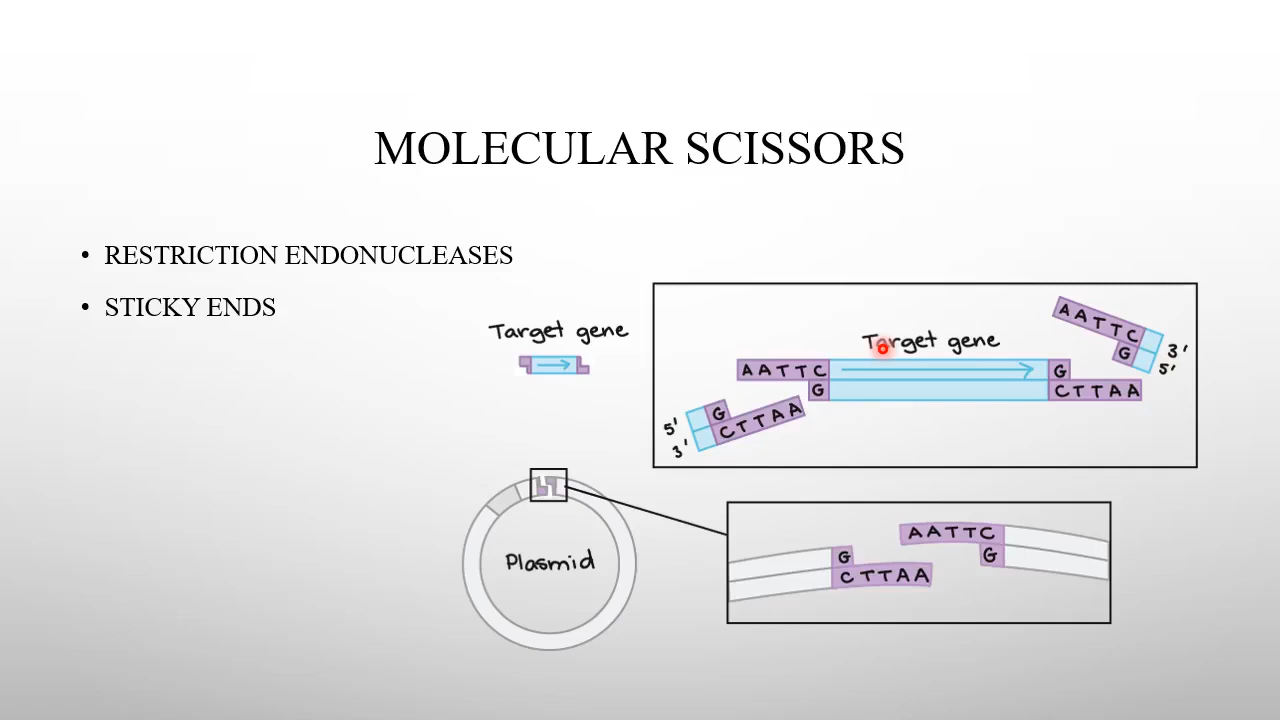 MOLECULAR SCISSORS
• RESTRICTION ENDONUCLEASES
• STICKY ENDS
Target gene
Target gene
AATTC
G
G
CTTAA
5'
3'
G
CTTAA
AATTC
G
3'
5'
Plasmid
G
CTTAA
AATTC
G